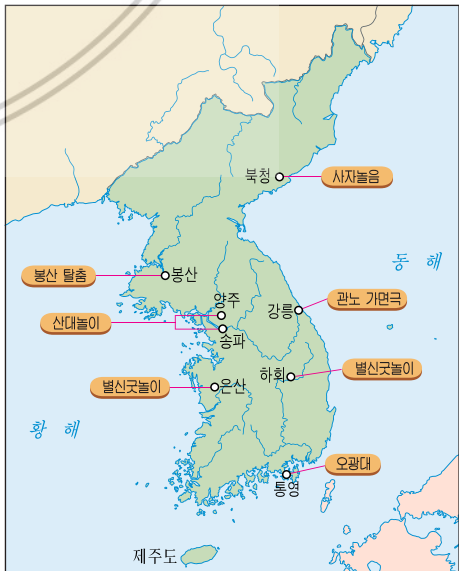 북청
사자놀음
동 해
봉산 탈춤
봉산
양주
강릉
관노 가면극
산대놀이
송파
별신굿놀이
은산
하회
별신굿놀이
황 해
오광대
통영
제주도